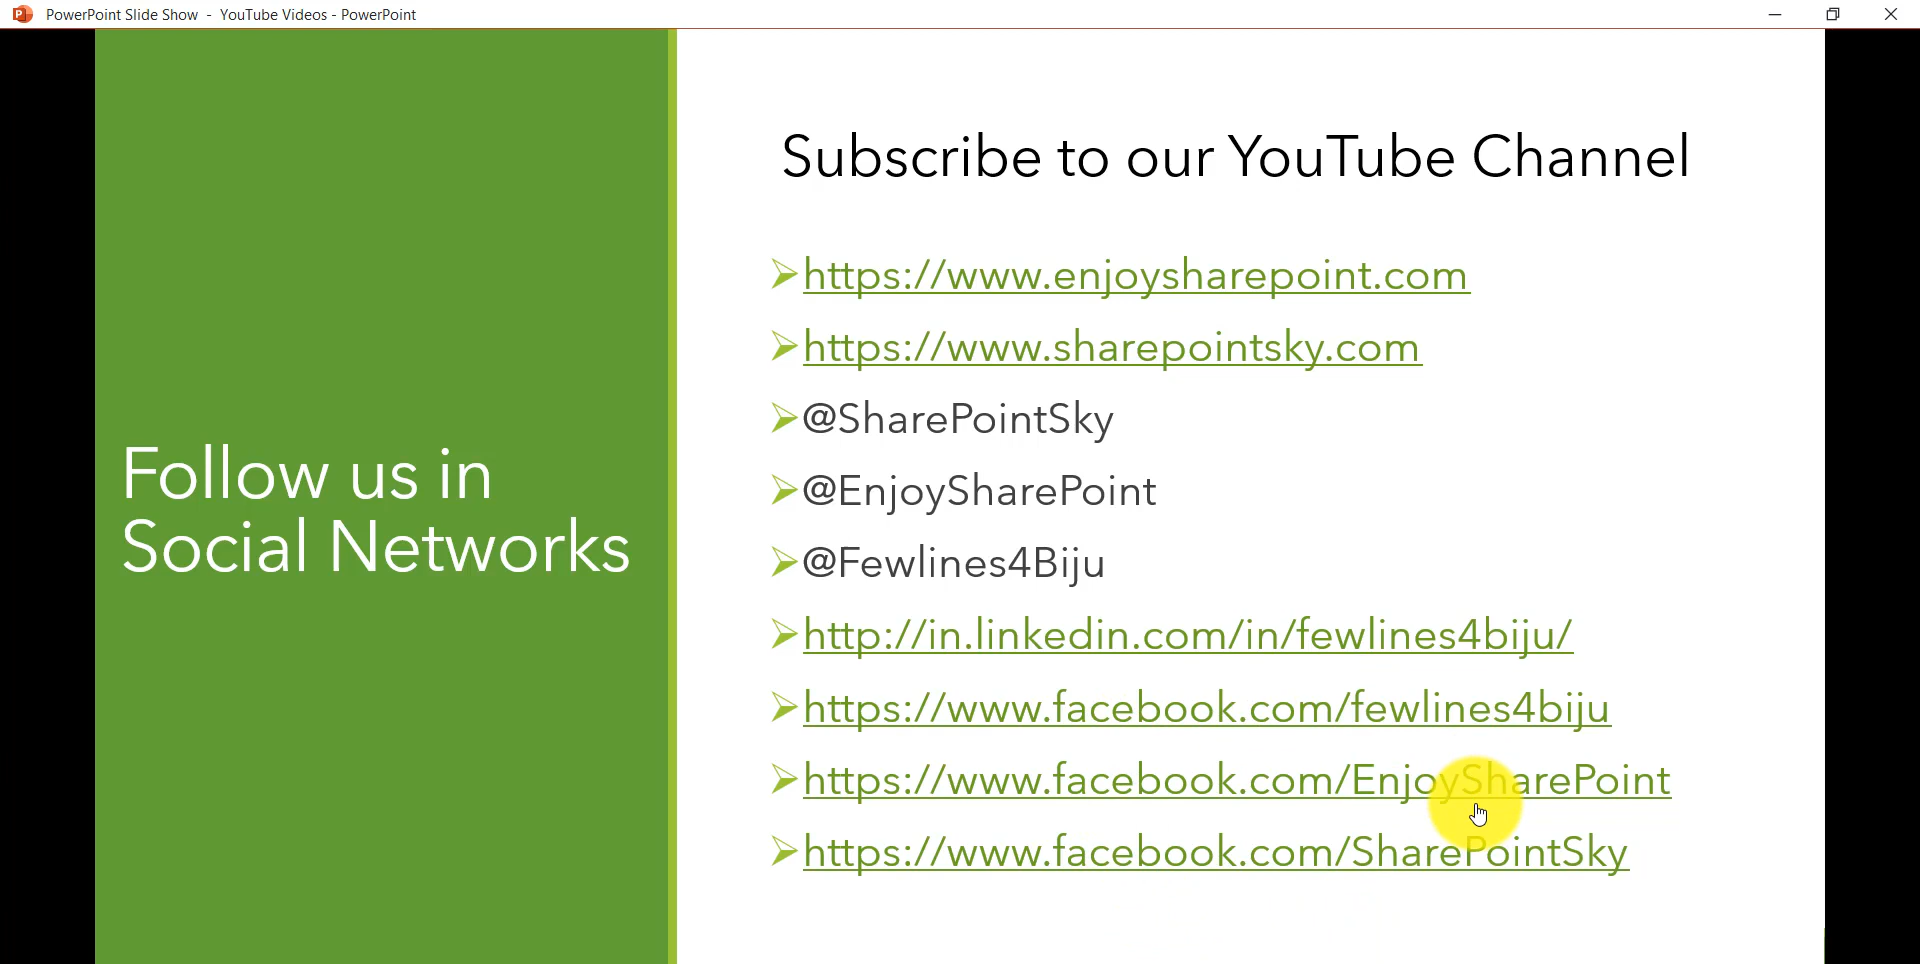 PowerPoint Slide Show - YouTube Videos - PowerPoint
Follow us in
Social Networks
Subscribe to our YouTube Channel
https://www.enjoysharepoint.com
https://www.sharepointsky.com
@SharePointSky
@EnjoySharePoint
@Fewlines4Biju
http://in.linkedin.com/in/fewlines4biju/
https://www.facebook.com/fewlines4biju
https://www.facebook.com/EnjoySharePoint
https://www.facebook.com/SharePointSky